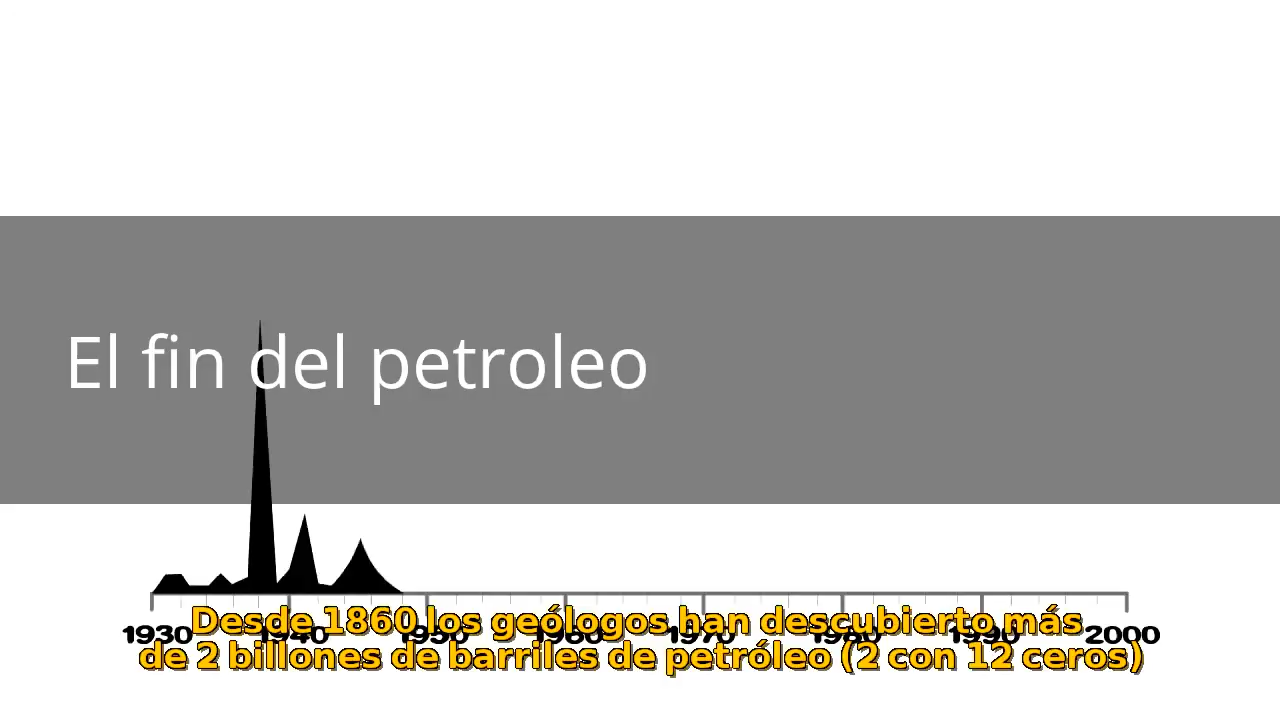 El fin del petroleo
1930 1940 1950 1960 1970 1980 1990 2000
Desde 1860 los geólogos han descubierto más
de 2 billones de barriles de petróleo (2 con 12 ceros)